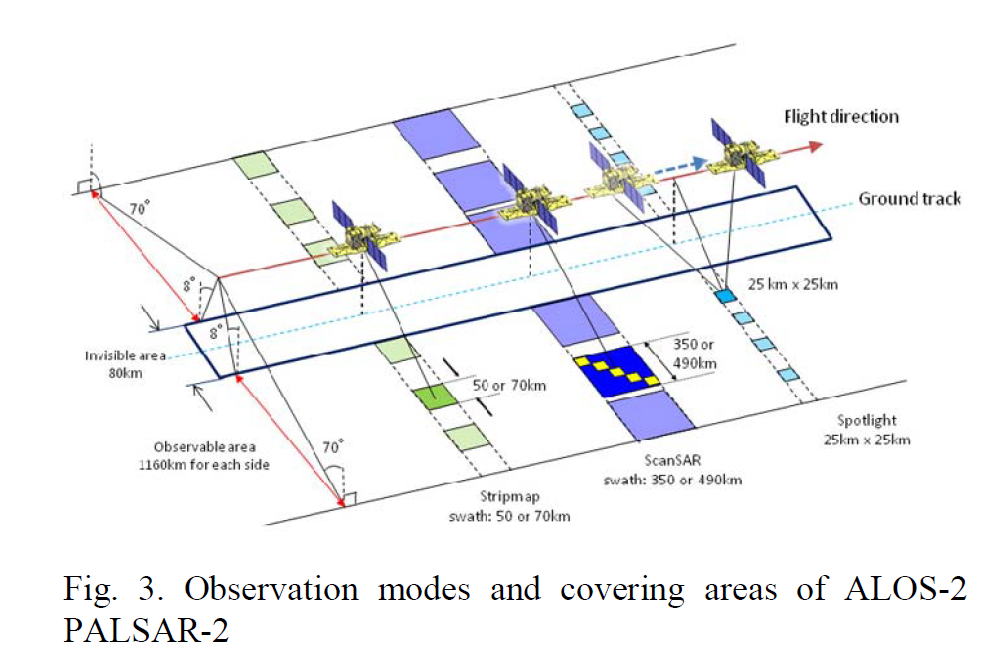 Flight direction
Ground track
70°
8°
8°
25 km x 25km
Invisible area
80km
350 or
490km
50 or 70km
Observable area
1160km for each side
70°
Spotlight
25km x 25km
ScanSAR
swath: 350 or 490km
Stripmap
swath: 50 or 70km
Fig. 3. Observation modes and covering areas of ALOS-2
PALSAR-2